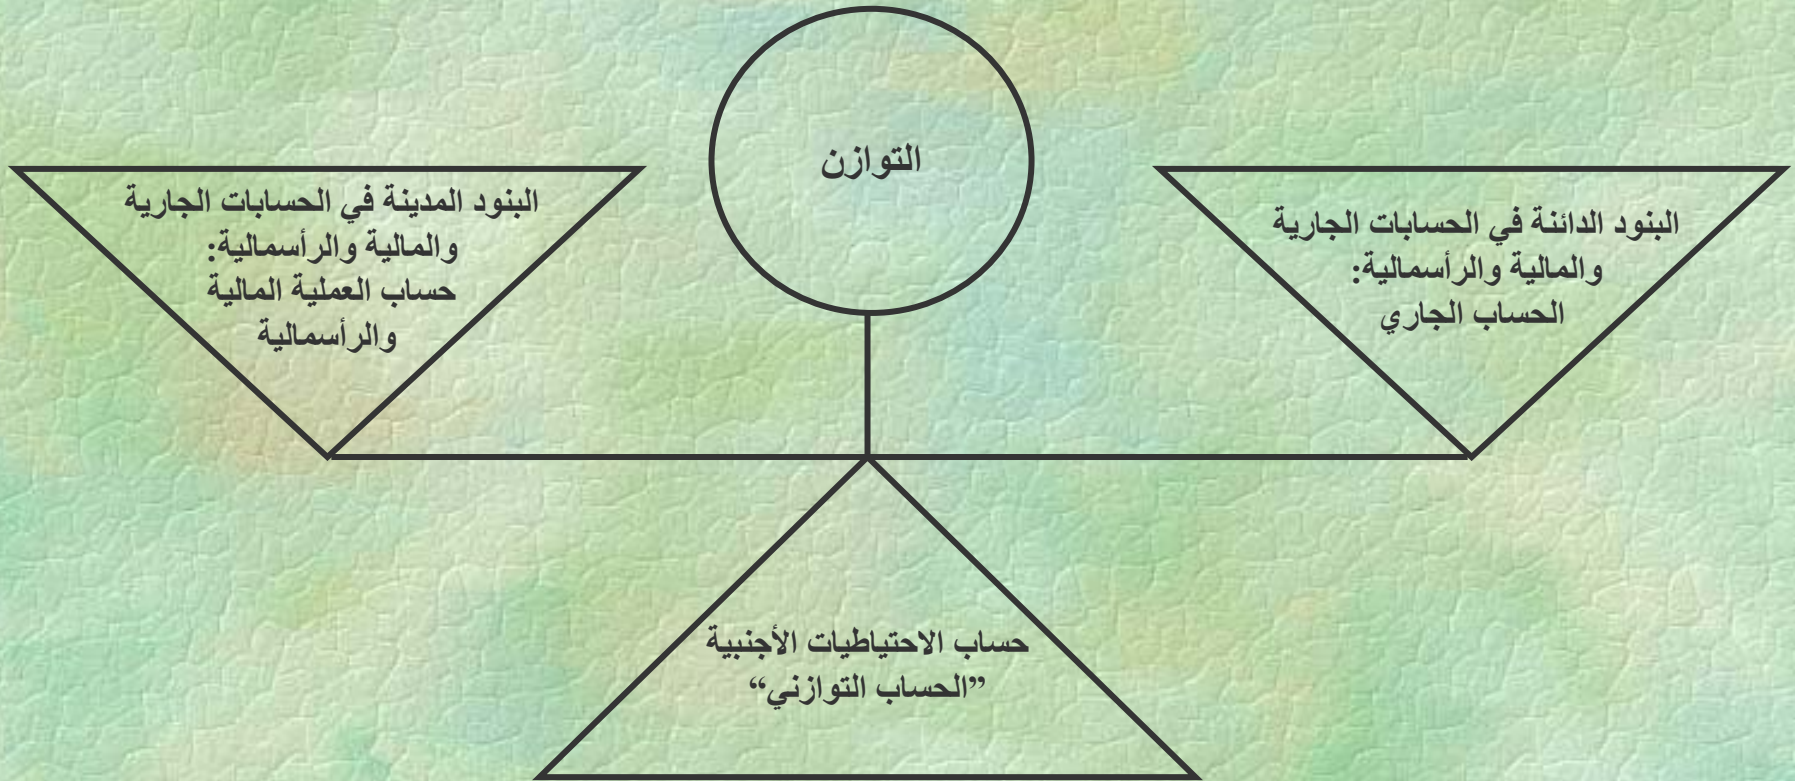 التوازن
البنود الدائنة في الحسابات الجارية
والمالية والرأسمالية:
الحساب الجاري
البنود المدينة في الحسابات الجارية
والمالية والرأسمالية:
حساب العملية المالية
والرأسمالية
حساب الاحتياطيات الأجنبية
”الحساب التوازني“